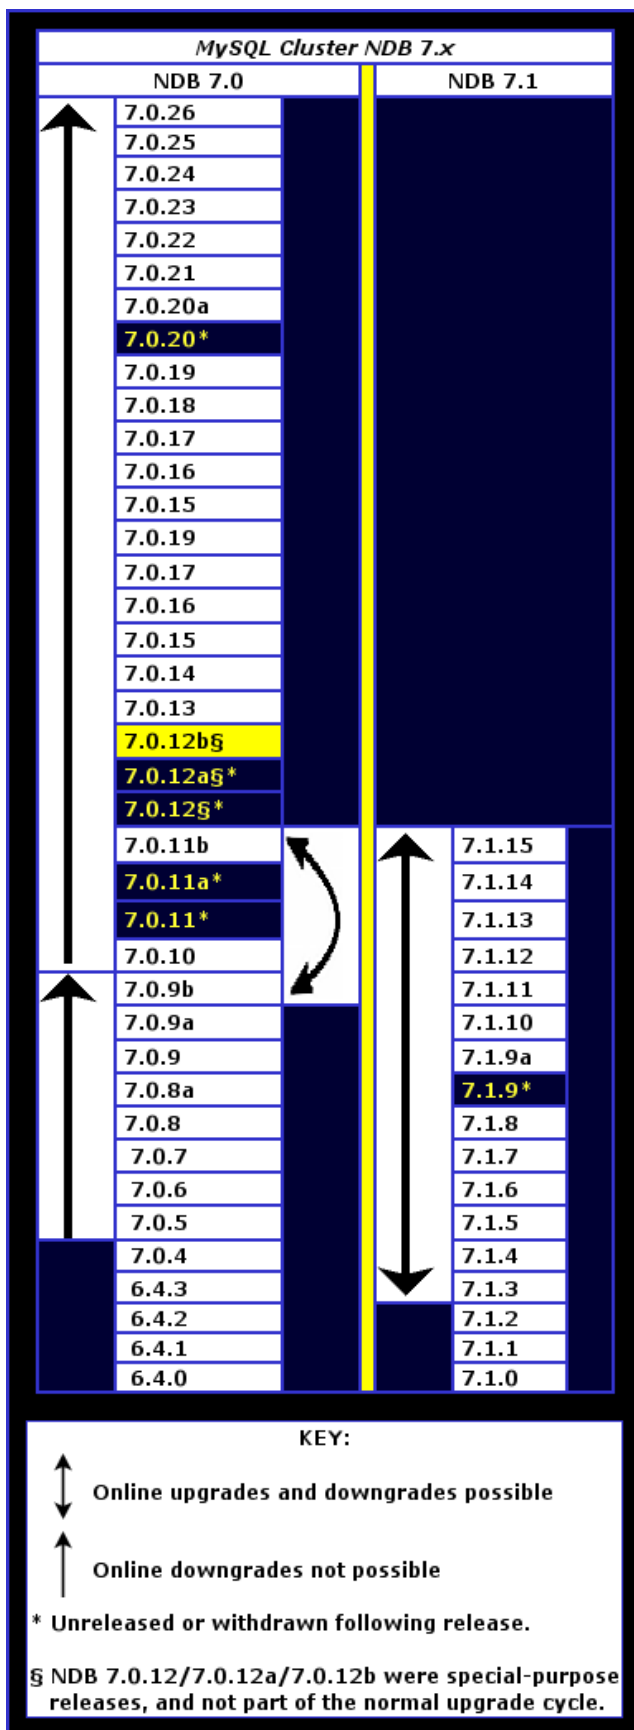 MySQL Cluster NDB 7.x
NDB 7.0
NDB 7.1
7.0.26
7.0.25
7.0.24
7.0.23
7.0.22
7.0.21
7.0.20a
7.0.20*
7.0.19
7.0.18
7.0.17
7.0.16
7.0.15
7.0.19
7.0.17
7.0.16
7.0.15
7.0.14
7.0.13
7.0.12b§
7.0.12a§*
7.0.12§*
7.0.11b
7.0.11a*
7.0.11*
7.0.10
7.0.9b
7.0.9a
7.0.9
7.0.8a
7.0.8
7.0.7
7.0.6
7.0.5
7.0.4
6.4.3
6.4.2
6.4.1
6.4.0
7.1.15
7.1.14
7.1.13
7.1.12
7.1.11
7.1.10
7.1.9a
7.1.9*
7.1.8
7.1.7
7.1.6
7.1.5
7.1.4
7.1.3
7.1.2
7.1.1
7.1.0
KEY:
Online upgrades and downgrades possible
Online downgrades not possible
* Unreleased or withdrawn following release.
§ NDB 7.0.12/7.0.12a/7.0.12b were special-purpose
releases, and not part of the normal upgrade cycle.